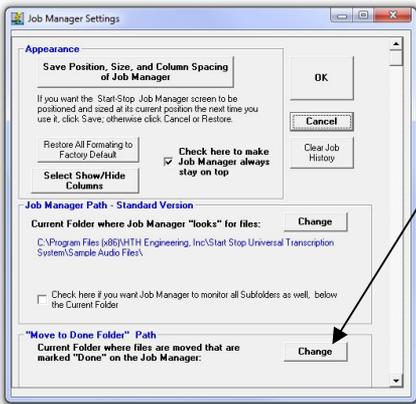 Job Manager Settings
Appearance
Save Position, Size, and Column Spacing
of Job Manager
If you want the Start-Stop Job Manager screen to be
positioned and sized at its current position the next time you
use it, click Save; otherwise click Cancel or Restore.
Restore All Formating to
Factory Default
Check here to make
Job Manager always
stay on top
Select Show/Hide
Columns
OK
Cancel
Clear Job
History
Job Manager Path - Standard Version
Current Folder where Job Manager "looks" for files:
Change
C:\Program Files (x86)\HTH Engineering, Inc\Start Stop Universal Transcription
System\Sample Audio Files\
Check here if you want Job Manager to monitor all Subfolders as well, below
the Current Folder
"Move to Done Folder" Path
Current Folder where files are moved that are
marked "Done" on the Job Manager:
Change